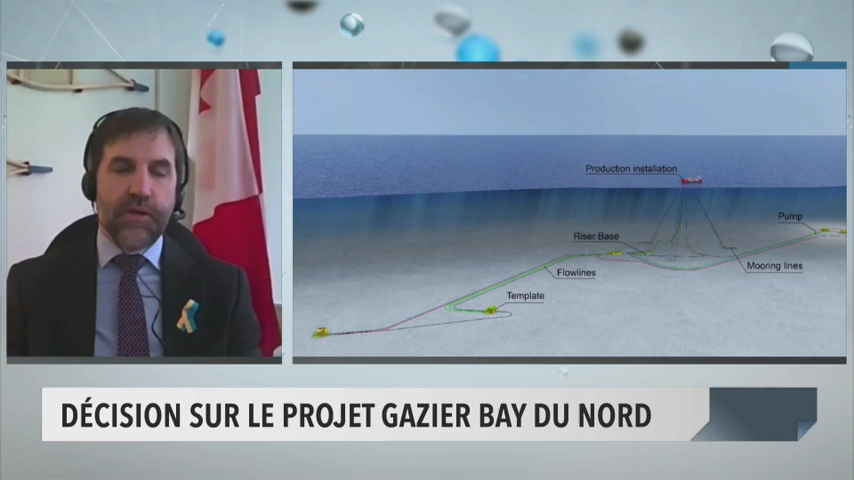 Production installation
Pump
Riser Base
Flowlines
Mooring lines
Template
DÉCISION SUR LE PROJET GAZIER BAY DU NORD